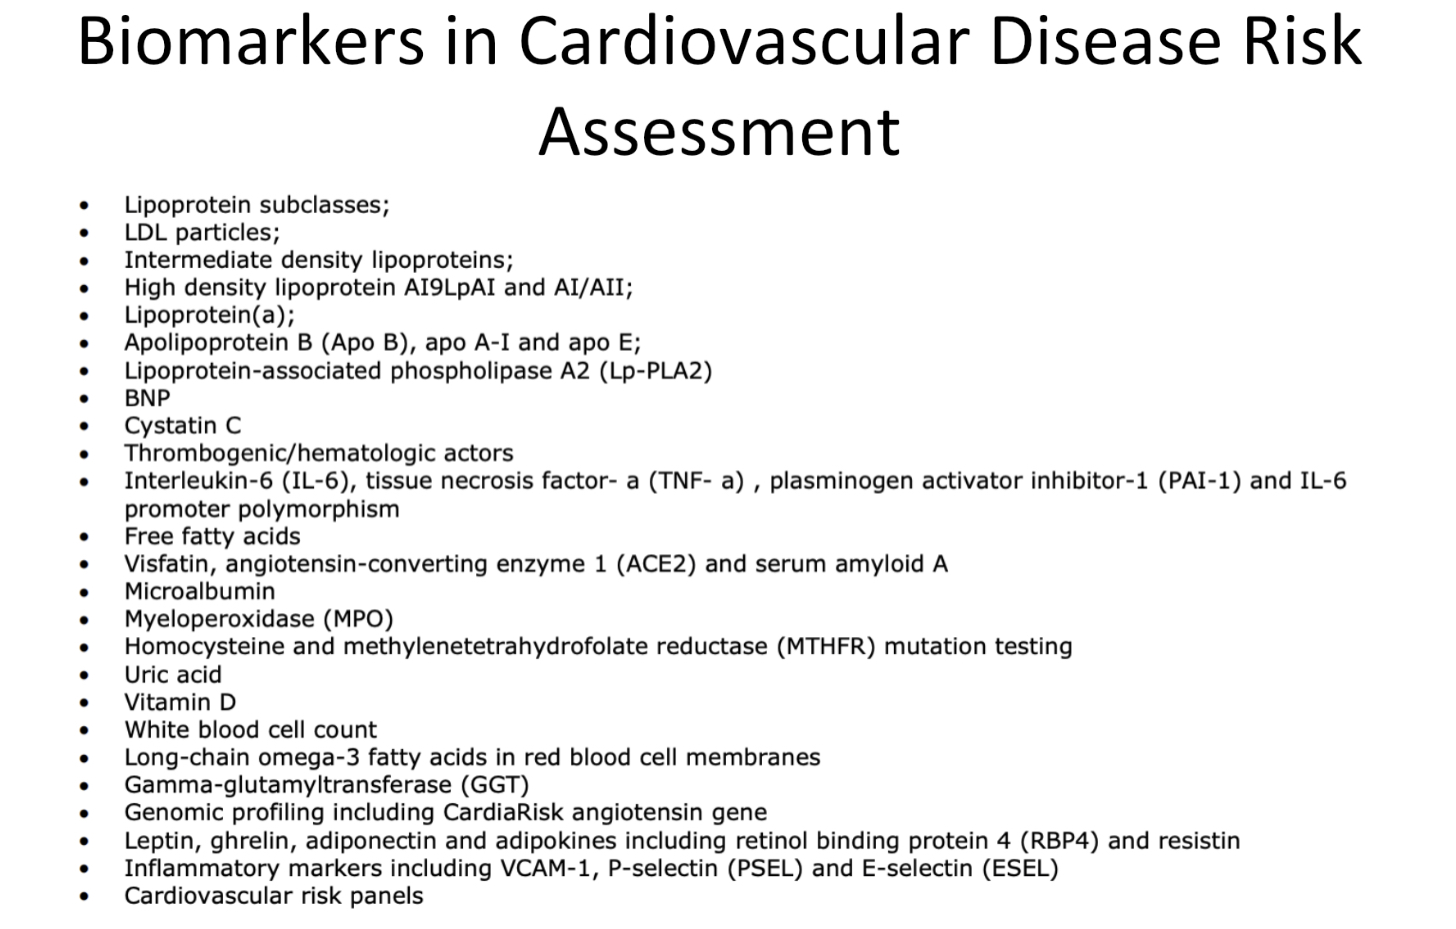 Biomarkers in Cardiovascular Disease Risk
Assessment
• Lipoprotein subclasses;
• LDL particles;
• Intermediate density lipoproteins;
• High density lipoprotein AI9LpAI and AI/AII;
• Lipoprotein(a);
• Apolipoprotein B (Apo B), apo A-I and apo E;
• Lipoprotein-associated phospholipase A2 (Lp-PLA2)
• BNP
• Cystatin C
• Thrombogenic/hematologic actors
• Interleukin-6 (IL-6), tissue necrosis factor- a (TNF- a) , plasminogen activator inhibitor-1 (PAI-1) and IL-6
promoter polymorphism
• Free fatty acids
• Visfatin, angiotensin-converting enzyme 1 (ACE2) and serum amyloid A
• Microalbumin
• Myeloperoxidase (MPO)
• Homocysteine and methylenetetrahydrofolate reductase (MTHFR) mutation testing
• Uric acid
• Vitamin D
• White blood cell count
• Long-chain omega-3 fatty acids in red blood cell membranes
• Gamma-glutamyltransferase (GGT)
• Genomic profiling including CardiaRisk angiotensin gene
• Leptin, ghrelin, adiponectin and adipokines including retinol binding protein 4 (RBP4) and resistin
• Inflammatory markers including VCAM-1, P-selectin (PSEL) and E-selectin (ESEL)
• Cardiovascular risk panels